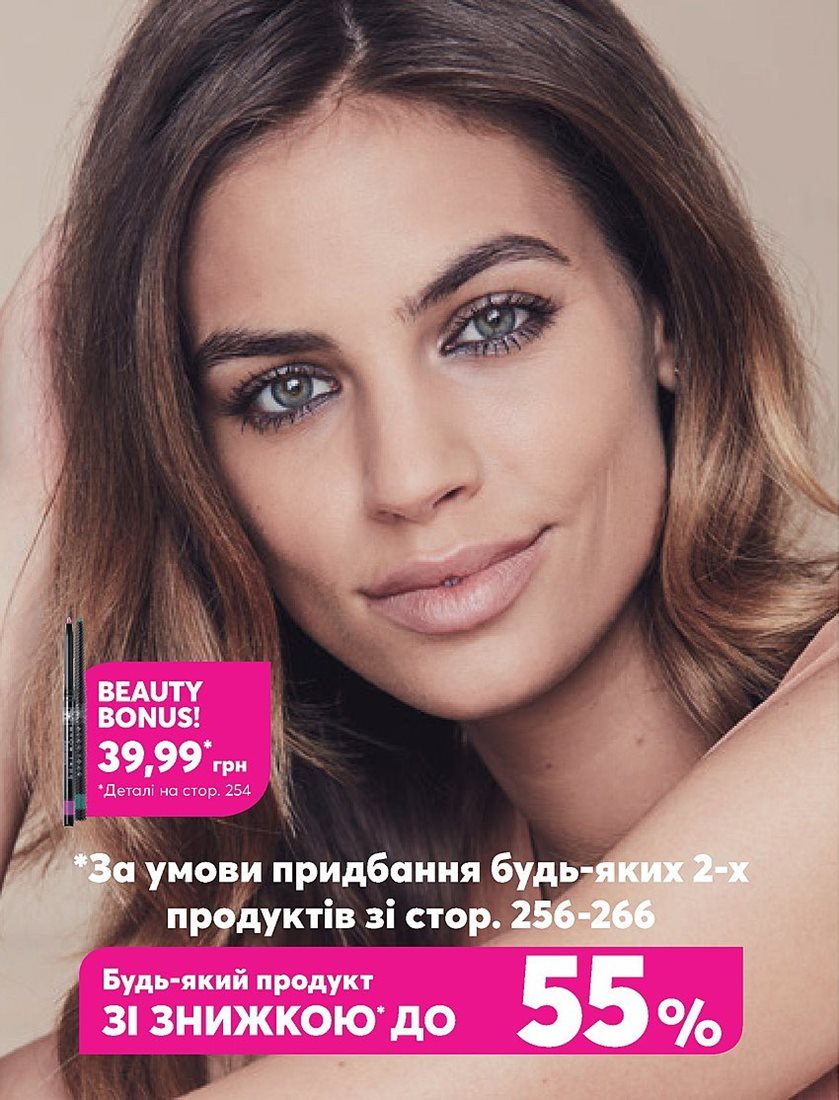 BEAUTY
BONUS!
39,99* грн
*Деталі на стор. 254
*За умови придбання будь-яких 2-х
продуктів зі стор. 256-266
Будь-який продукт
ЗІ ЗНИЖКОЮ* ДО 55%